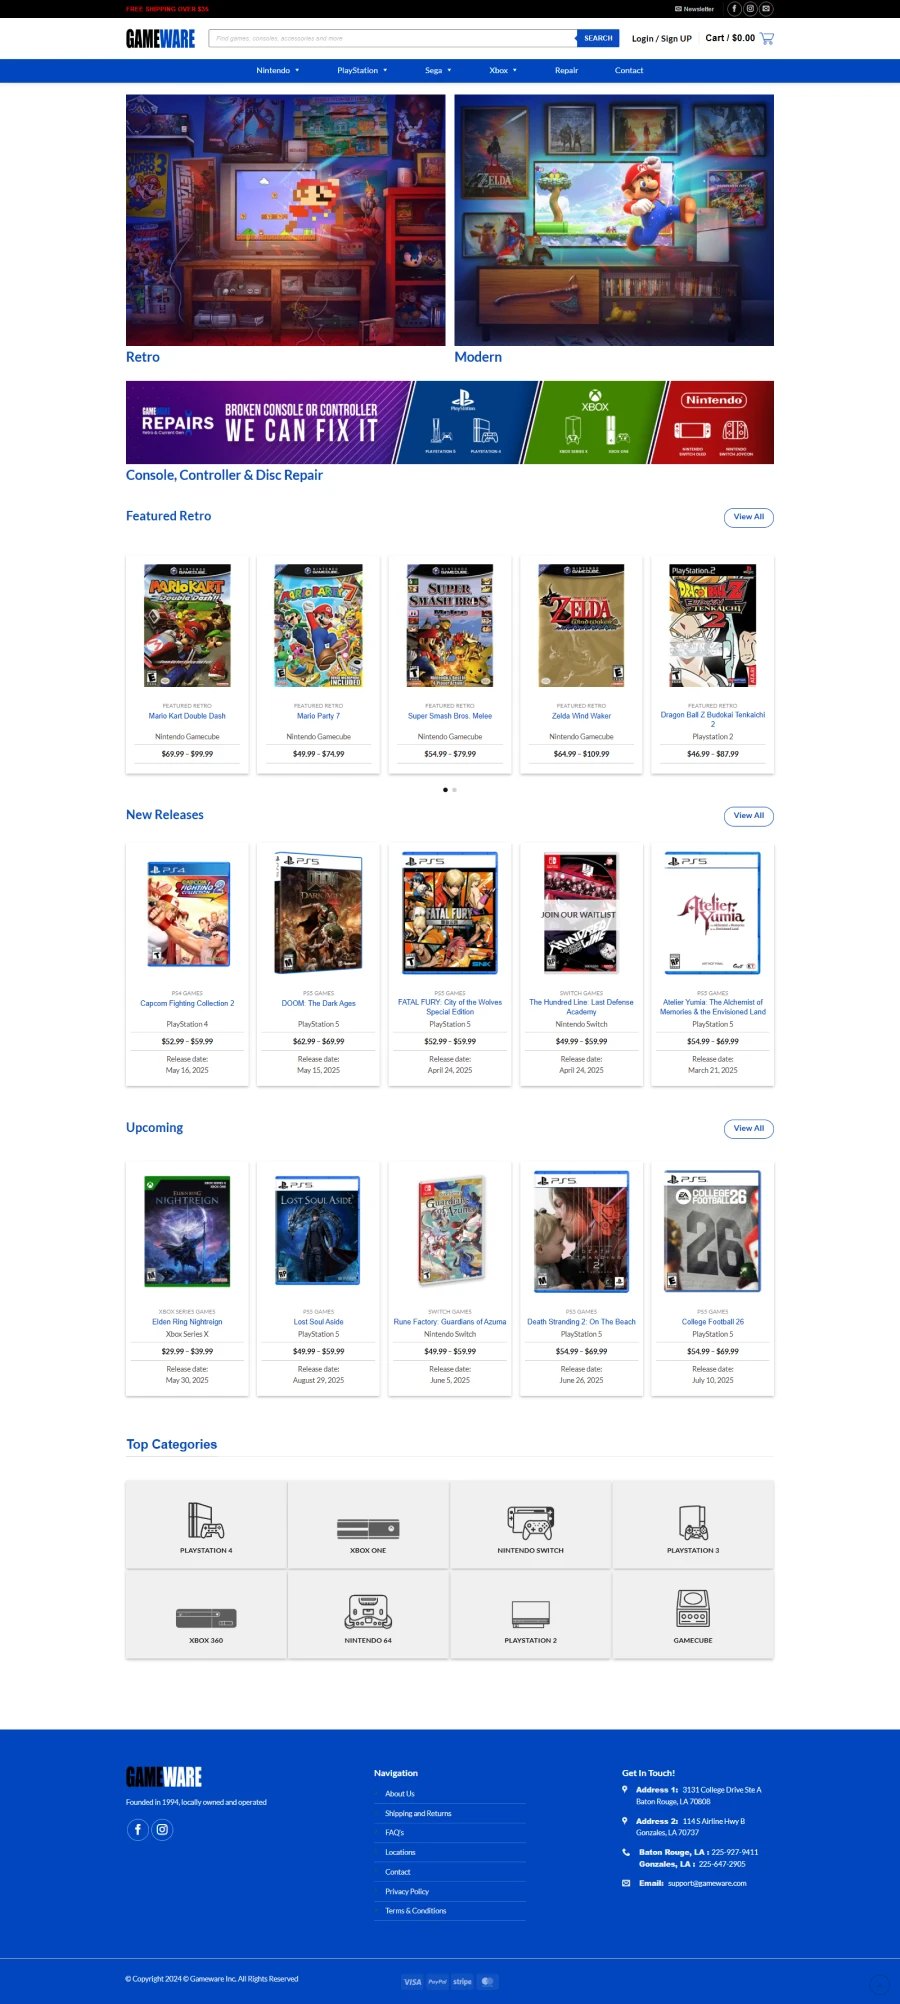 FREE SHIPPING OVER $35
Newsletter
GAMEWARE
Find games, consoles, accessories and more
SEARCH
Login / Sign UP
Cart / $0.00
Nintendo
PlayStation
Sega
Xbox
Repair
Contact
Retro
Modern
GAMEWARE
REPAIRS
Retro & Current Gen
BROKEN CONSOLE OR CONTROLLER
WE CAN FIX IT
PlayStation
PLAYSTATION 5
PLAYSTATION 4
XBOX
XBOX SERIES X
XBOX ONE
Nintendo
NINTENDO
SWITCH OLED
NINTENDO
SWITCH JOYCON
Console, Controller & Disc Repair
Featured Retro
View All
FEATURED RETRO
Mario Kart Double Dash
Nintendo Gamecube
$69.99 – $99.99
FEATURED RETRO
Mario Party 7
Nintendo Gamecube
$49.99 – $74.99
FEATURED RETRO
Super Smash Bros. Melee
Nintendo Gamecube
$54.99 – $79.99
FEATURED RETRO
Zelda Wind Waker
Nintendo Gamecube
$64.99 – $109.99
FEATURED RETRO
Dragon Ball Z Budokai Tenkaichi
2
Playstation 2
$46.99 – $87.99
New Releases
View All
PS4 GAMES
Capcom Fighting Collection 2
PlayStation 4
$52.99 – $59.99
Release date:
May 16, 2025
PS5 GAMES
DOOM: The Dark Ages
PlayStation 5
$62.99 – $69.99
Release date:
May 15, 2025
PS5 GAMES
FATAL FURY: City of the Wolves
Special Edition
PlayStation 5
$52.99 – $59.99
Release date:
April 24, 2025
JOIN OUR WAITLIST
SWITCH GAMES
The Hundred Line: Last Defense
Academy
Nintendo Switch
$49.99 – $59.99
Release date:
April 24, 2025
PS5 GAMES
Atelier Yumia: The Alchemist of
Memories & the Envisioned Land
PlayStation 5
$54.99 – $69.99
Release date:
March 21, 2025
Upcoming
View All
XBOX SERIES GAMES
Elden Ring Nightreign
Xbox Series X
$29.99 – $39.99
Release date:
May 30, 2025
PS5 GAMES
Lost Soul Aside
PlayStation 5
$49.99 – $59.99
Release date:
August 29, 2025
SWITCH GAMES
Rune Factory: Guardians of Azuma
Nintendo Switch
$49.99 – $59.99
Release date:
June 5, 2025
PS5 GAMES
Death Stranding 2: On The Beach
PlayStation 5
$54.99 – $69.99
Release date:
June 26, 2025
PS5 GAMES
College Football 26
PlayStation 5
$54.99 – $69.99
Release date:
July 10, 2025
Top Categories
PLAYSTATION 4
XBOX ONE
NINTENDO SWITCH
PLAYSTATION 3
XBOX 360
NINTENDO 64
PLAYSTATION 2
GAMECUBE
GAMEWARE
Founded in 1994, locally owned and operated
Navigation
About Us
Shipping and Returns
FAQ's
Locations
Contact
Privacy Policy
Terms & Conditions
Get In Touch!
Address 1: 3131 College Drive Ste A
Baton Rouge, LA 70808
Address 2: 114 S Airline Hwy B
Gonzales, LA 70737
Baton Rouge, LA : 225-927-9411
Gonzales, LA : 225-647-2905
Email: support@gameware.com
© Copyright 2024 © Gameware Inc. All Rights Reserved
VISA
PayPal
stripe